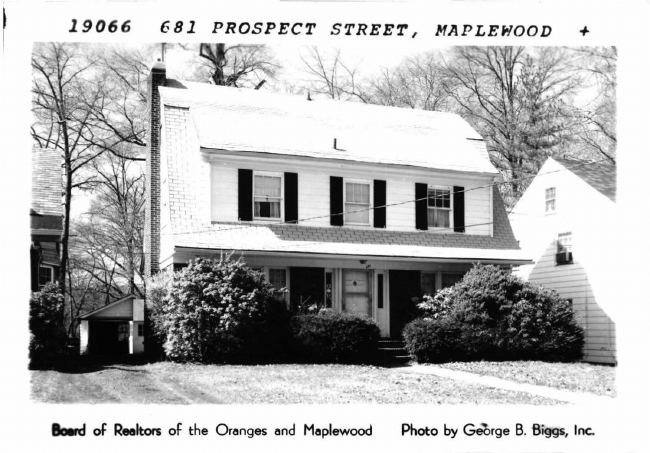 19066 681 PROSPECT STREET, MAPLEWOOD +
Board of Realtors of the Oranges and Maplewood Photo by George B. Biggs, Inc.